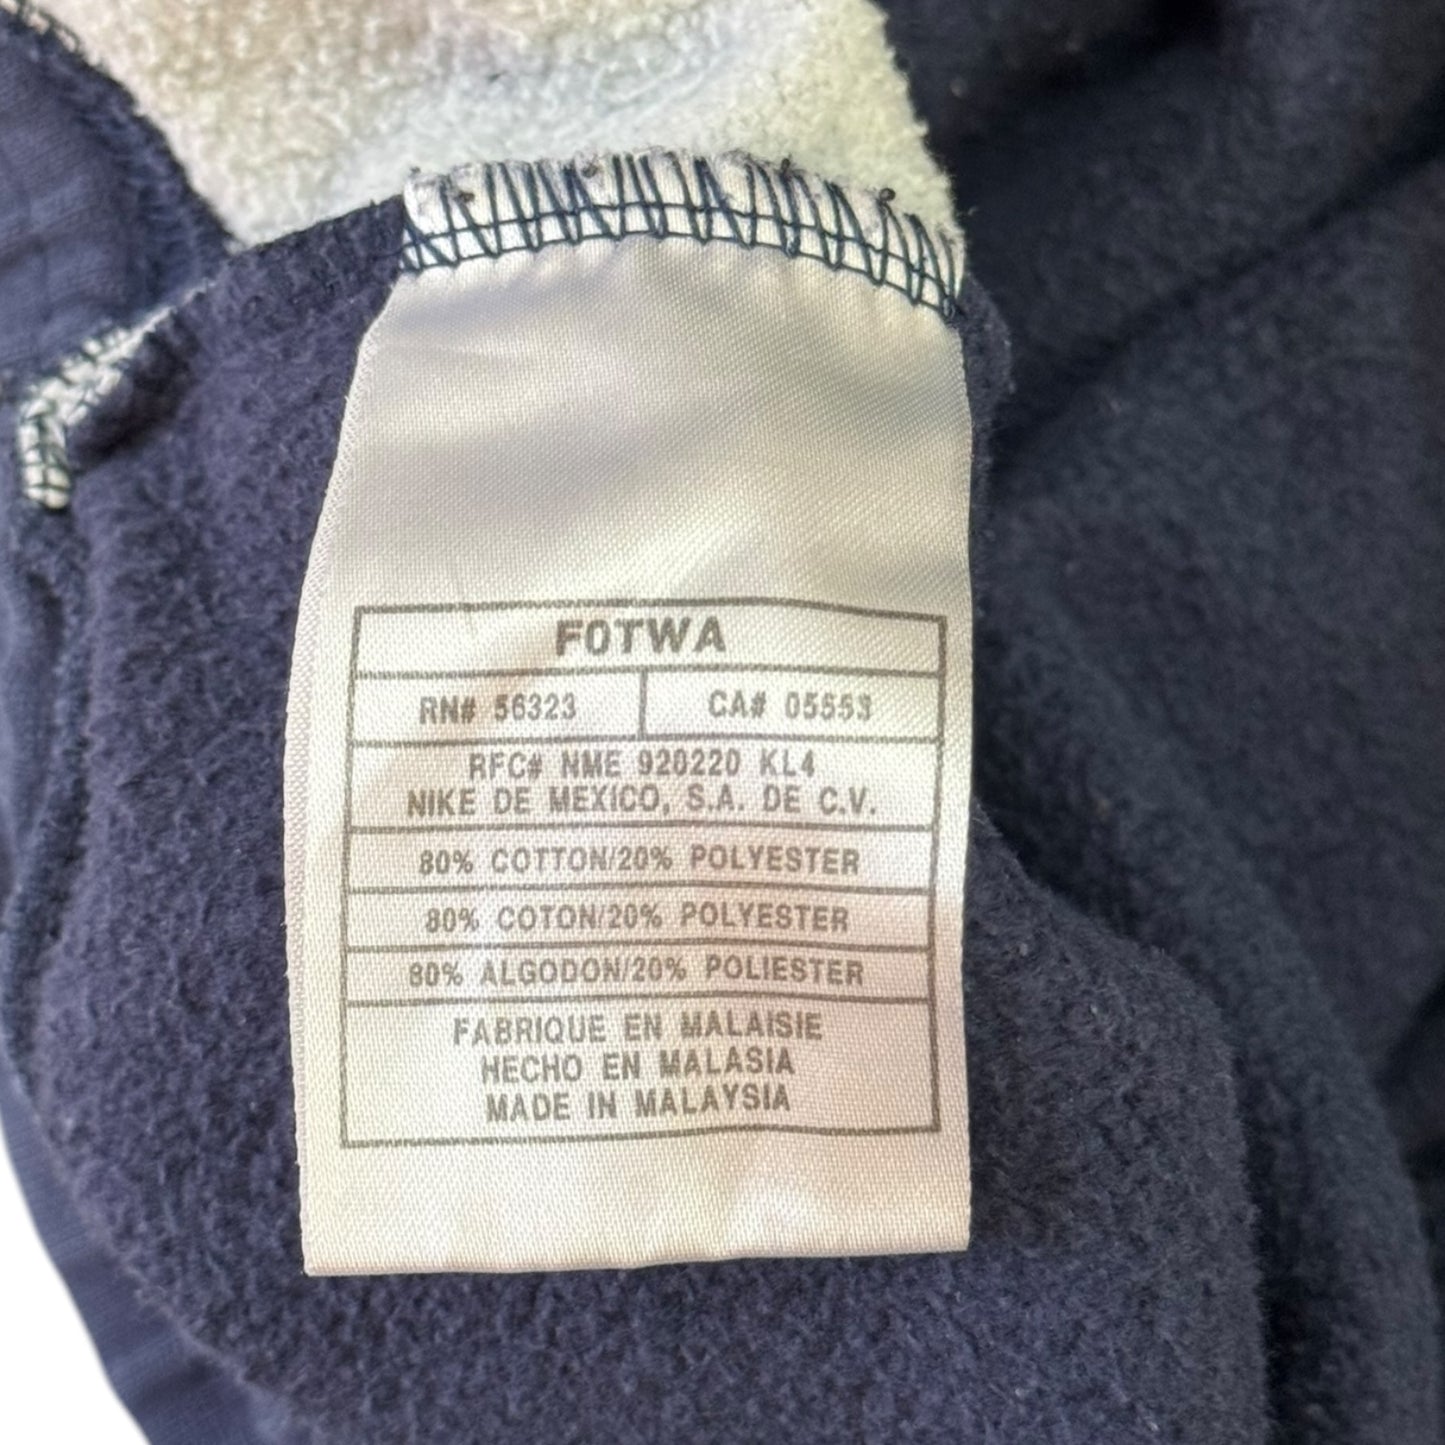 FOTWA
RN# 56323 CA# 05553
RFC# NME 920220 KL4
NIKE DE MEXICO, S.A. DE C.V.
80% COTTON/20% POLYESTER
80% COTON/20% POLYESTER
80% ALGODON/20% POLIESTER
FABRIQUE EN MALAISIE
HECHO EN MALASIA
MADE IN MALAYSIA